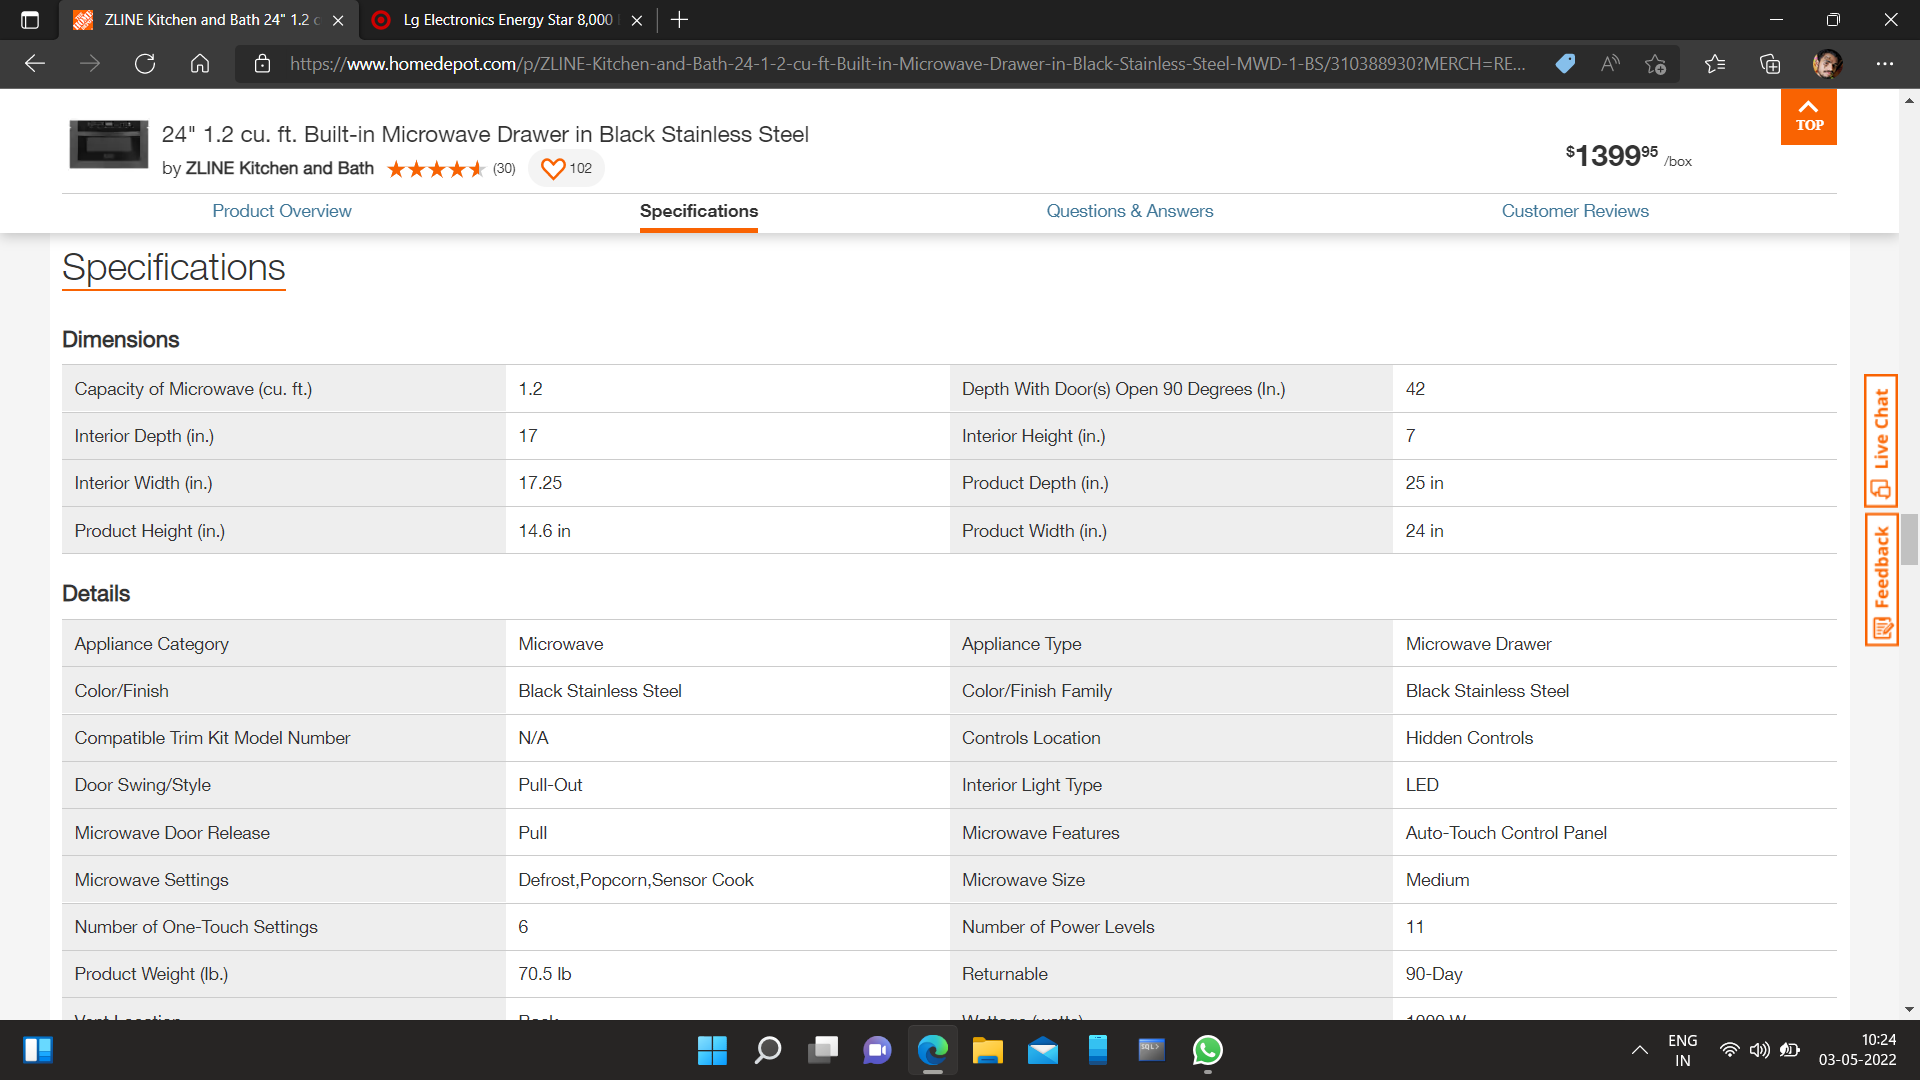 ZLINE Kitchen and Bath 24" 1.2 c
Lg Electronics Energy Star 8,000
https://www.homedepot.com/p/ZLINE-Kitchen-and-Bath-24-1-2-cu-ft-Built-in-Microwave-Drawer-in-Black-Stainless-Steel-MWD-1-BS/310388930?MERCH=RE...
TOP
24" 1.2 cu. ft. Built-in Microwave Drawer in Black Stainless Steel
by ZLINE Kitchen and Bath (30) 102
$1399 95 /box
Product Overview Specifications Questions & Answers Customer Reviews
Specifications
Dimensions
Capacity of Microwave (cu. ft.) 1.2 Depth With Door(s) Open 90 Degrees (In.) 42
Interior Depth (in.) 17 Interior Height (in.) 7
Interior Width (in.) 17.25 Product Depth (in.) 25 in
Product Height (in.) 14.6 in Product Width (in.) 24 in
Details
Appliance Category Microwave Appliance Type Microwave Drawer
Color/Finish Black Stainless Steel Color/Finish Family Black Stainless Steel
Compatible Trim Kit Model Number N/A Controls Location Hidden Controls
Door Swing/Style Pull-Out Interior Light Type LED
Microwave Door Release Pull Microwave Features Auto-Touch Control Panel
Microwave Settings Defrost,Popcorn,Sensor Cook Microwave Size Medium
Number of One-Touch Settings 6 Number of Power Levels 11
Product Weight (lb.) 70.5 lb Returnable 90-Day
Vent Location Back Wattage (watts) 1000 W
Live Chat
Feedback
SQL>
ENG
IN
10:24
03-05-2022